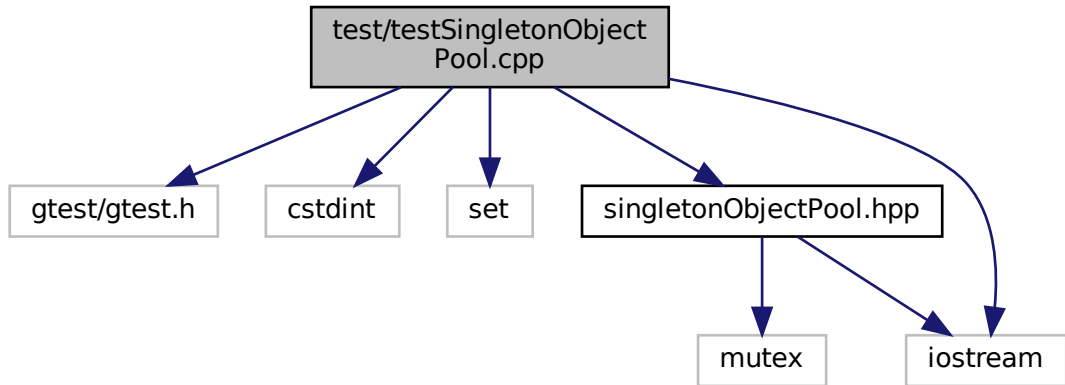 test/testSingletonObject
Pool.cpp
gtest/gtest.h
cstdint
set
singletonObjectPool.hpp
mutex
iostream